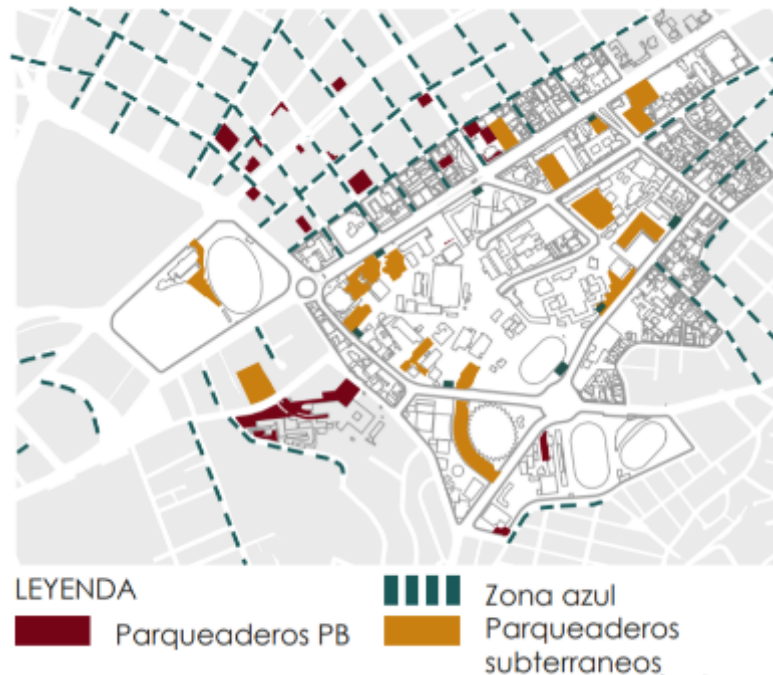 LEYENDA
Parqueaderos PB
Zona azul
Parqueaderos
subterraneos